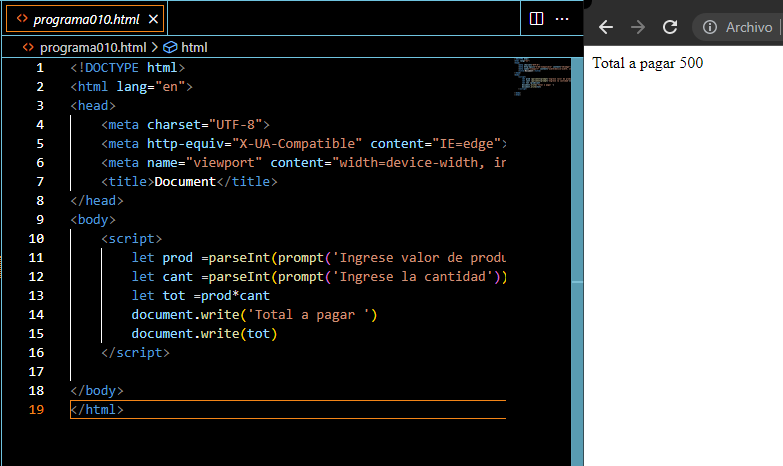 programa010.html
programa010.html > html
1 <!DOCTYPE html>
2 <html lang="en">
3 <head>
4 <meta charset="UTF-8">
5 <meta http-equiv="X-UA-Compatible" content="IE=edge">
6 <meta name="viewport" content="width=device-width, in
7 <title>Document</title>
8 </head>
9 <body>
10 <script>
11 let prod =parseInt(prompt('Ingrese valor de produ
12 let cant =parseInt(prompt('Ingrese la cantidad'))
13 let tot =prod*cant
14 document.write('Total a pagar ')
15 document.write(tot)
16 </script>
17
18 </body>
19 </html>
Archivo
Total a pagar 500